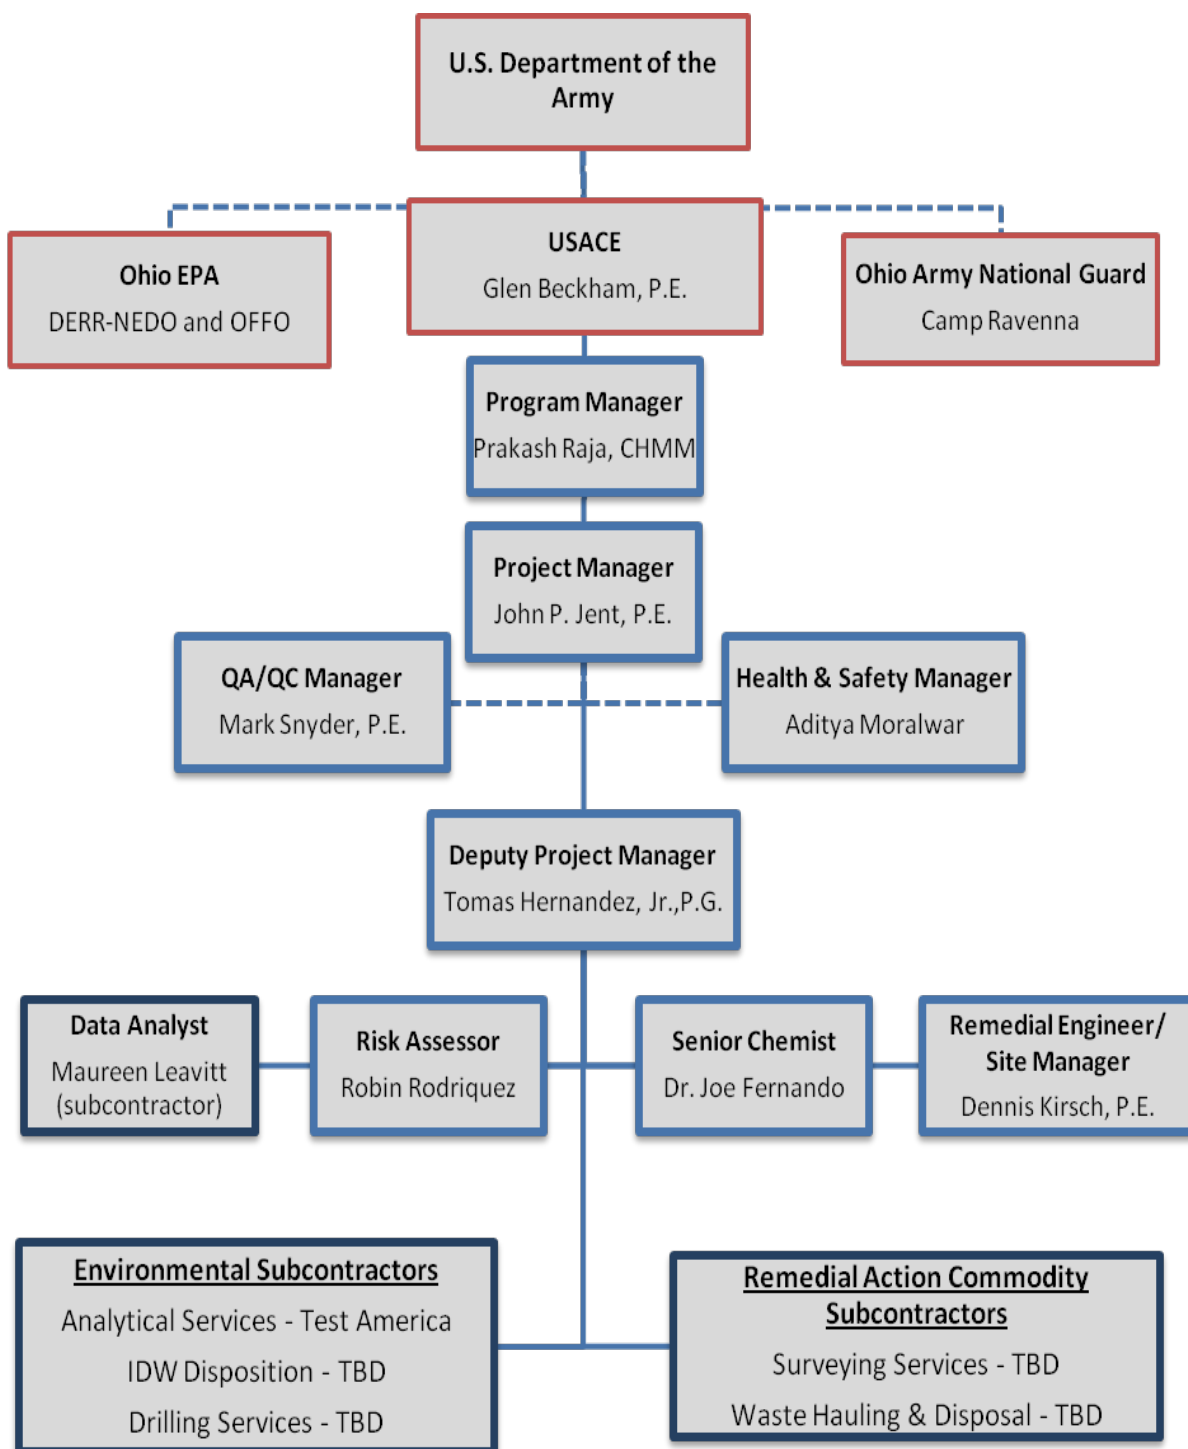 U.S. Department of the
Army
USACE
Glen Beckham, P.E.
Ohio EPA
DERR-NEDO and OFFO
Ohio Army National Guard
Camp Ravenna
Program Manager
Prakash Raja, CHMM
Project Manager
John P. Jent, P.E.
QA/QC Manager
Mark Snyder, P.E.
Health & Safety Manager
Aditya Moralwar
Deputy Project Manager
Tomas Hernandez, Jr.,P.G.
Data Analyst
Maureen Leavitt
(subcontractor)
Risk Assessor
Robin Rodriquez
Senior Chemist
Dr. Joe Fernando
Remedial Engineer/
Site Manager
Dennis Kirsch, P.E.
Environmental Subcontractors
Analytical Services - Test America
IDW Disposition - TBD
Drilling Services - TBD
Remedial Action Commodity
Subcontractors
Surveying Services - TBD
Waste Hauling & Disposal - TBD